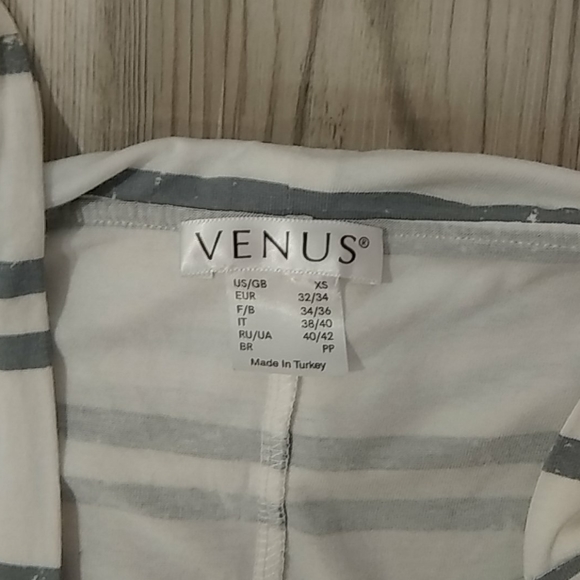 VENUS®
US/GB XS
EUR 32/34
F/B 34/36
IT 38/40
RU/UA 40/42
BR PP
Made In Turkey